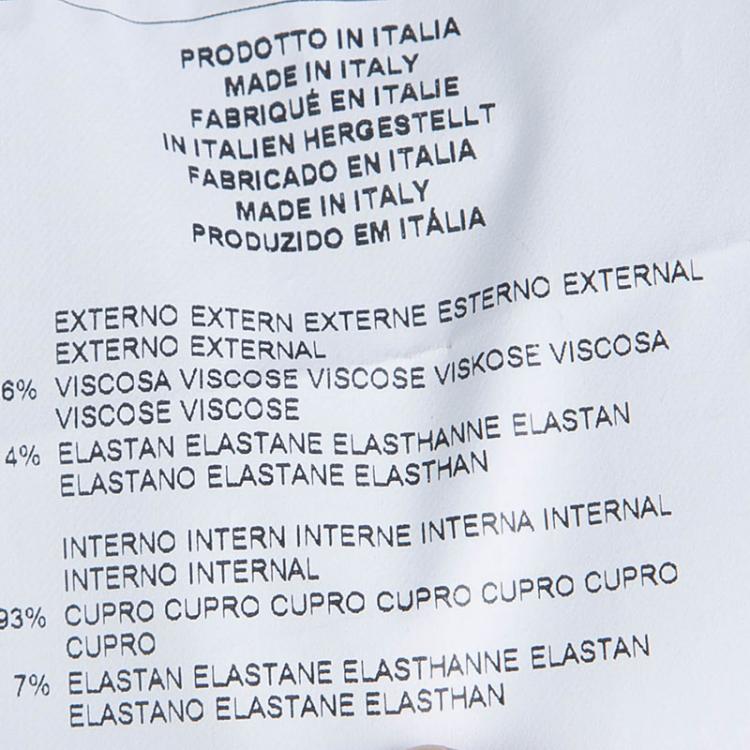 PRODOTTO IN ITALIA
MADE IN ITALY
FABRIQUÉ EN ITALIE
IN ITALIEN HERGESTELLT
FABRICADO EN ITALIA
MADE IN ITALY
PRODUZIDO EM ITÁLIA
EXTERNO EXTERN EXTERNE ESTERNO EXTERNAL
EXTERNO EXTERNAL
6% VISCOSA VISCOSE VISCOSE VISKOSE VISCOSA
VISCOSE VISCOSE
4% ELASTAN ELASTANE ELASTHANNE ELASTAN
ELASTANO ELASTANE ELASTHAN
INTERNO INTERN INTERNE INTERNA INTERNAL
INTERNO INTERNAL
93% CUPRO CUPRO CUPRO CUPRO CUPRO CUPRO
CUPRO
7% ELASTAN ELASTANE ELASTHANNE ELASTAN
ELASTANO ELASTANE ELASTHAN